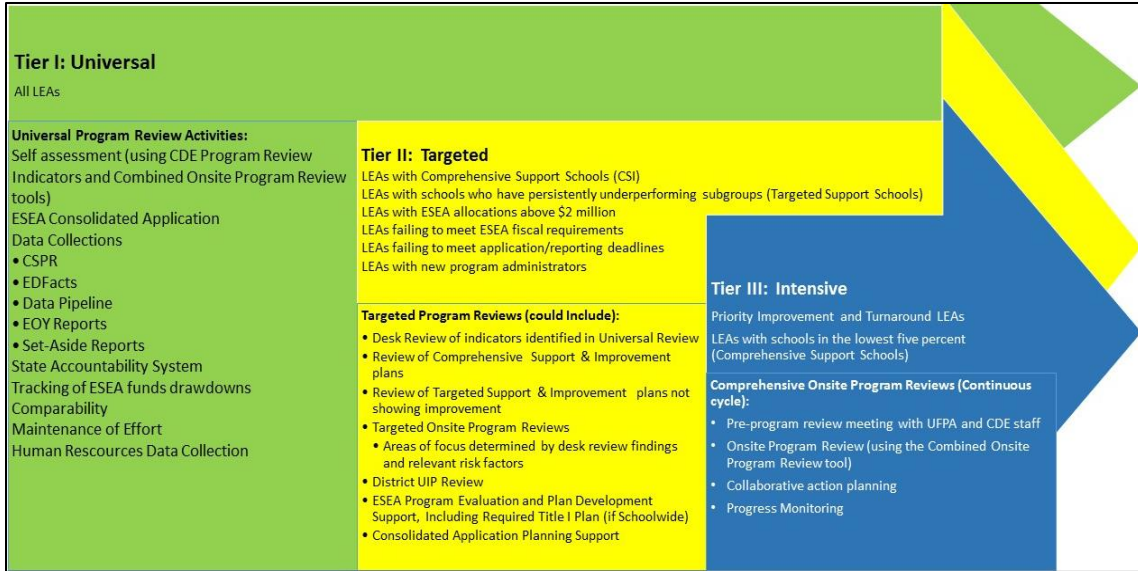 Tier I: Universal
All LEAs
Universal Program Review Activities:
Self assessment (using CDE Program Review
Indicators and Combined Onsite Program Review
tools)
ESEA Consolidated Application
Data Collections
• CSPR
• EDFacts
• Data Pipeline
• EOY Reports
• Set-Aside Reports
State Accountability System
Tracking of ESEA funds drawdowns
Comparability
Maintenance of Effort
Human Rescources Data Collection
Tier II: Targeted
LEAs with Comprehensive Support Schools (CSI)
LEAs with schools who have persistently underperforming subgroups (Targeted Support Schools)
LEAs with ESEA allocations above $2 million
LEAs failing to meet ESEA fiscal requirements
LEAs failing to meet application/reporting deadlines
LEAs with new program administrators
Targeted Program Reviews (could Include):
• Desk Review of indicators identified in Universal Review
• Review of Comprehensive Support & Improvement
plans
• Review of Targeted Support & Improvement plans not
showing improvement
• Targeted Onsite Program Reviews
• Areas of focus determined by desk review findings
and relevant risk factors
• District UIP Review
• ESEA Program Evaluation and Plan Development
Support, Including Required Title I Plan (if Schoolwide)
• Consolidated Application Planning Support
Tier III: Intensive
Priority Improvement and Turnaround LEAs
LEAs with schools in the lowest five percent
(Comprehensive Support Schools)
Comprehensive Onsite Program Reviews (Continuous
cycle):
• Pre-program review meeting with UFPA and CDE staff
• Onsite Program Review (using the Combined Onsite
Program Review tool)
• Collaborative action planning
• Progress Monitoring